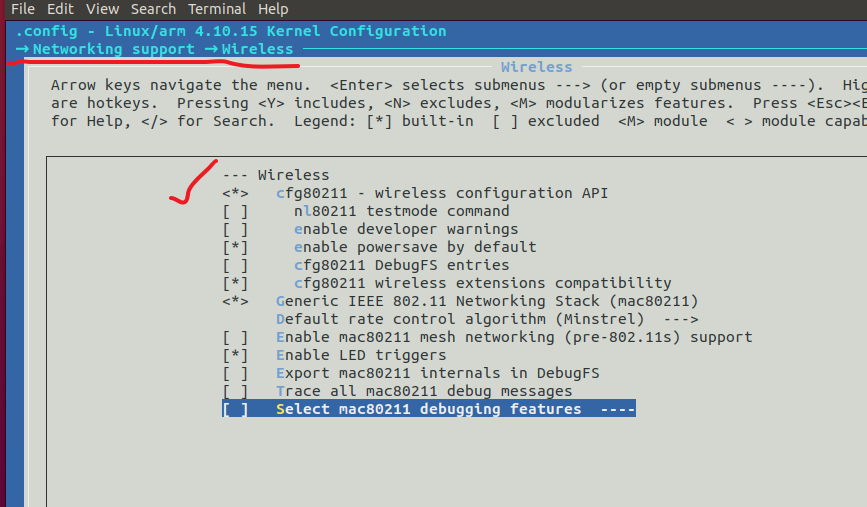 File Edit View Search Terminal Help
.config - Linux/arm 4.10.15 Kernel Configuration
→ Networking support → Wireless
Wireless
Arrow keys navigate the menu. <Enter> selects submenus ---> (or empty submenus ----). Hig
are hotkeys. Pressing <Y> includes, <N> excludes, <M> modularizes features. Press <Esc><E
for Help, </> for Search. Legend: [*] built-in [ ] excluded <M> module < > module capab
--- Wireless
<*> cfg80211 - wireless configuration API
[ ] nl80211 testmode command
[ ] enable developer warnings
[*] enable powersave by default
[ ] cfg80211 DebugFS entries
[*] cfg80211 wireless extensions compatibility
<*> Generic IEEE 802.11 Networking Stack (mac80211)
Default rate control algorithm (Minstrel) --->
[ ] Enable mac80211 mesh networking (pre-802.11s) support
[*] Enable LED triggers
[ ] Export mac80211 internals in DebugFS
[ ] Trace all mac80211 debug messages
[ ] Select mac80211 debugging features ----